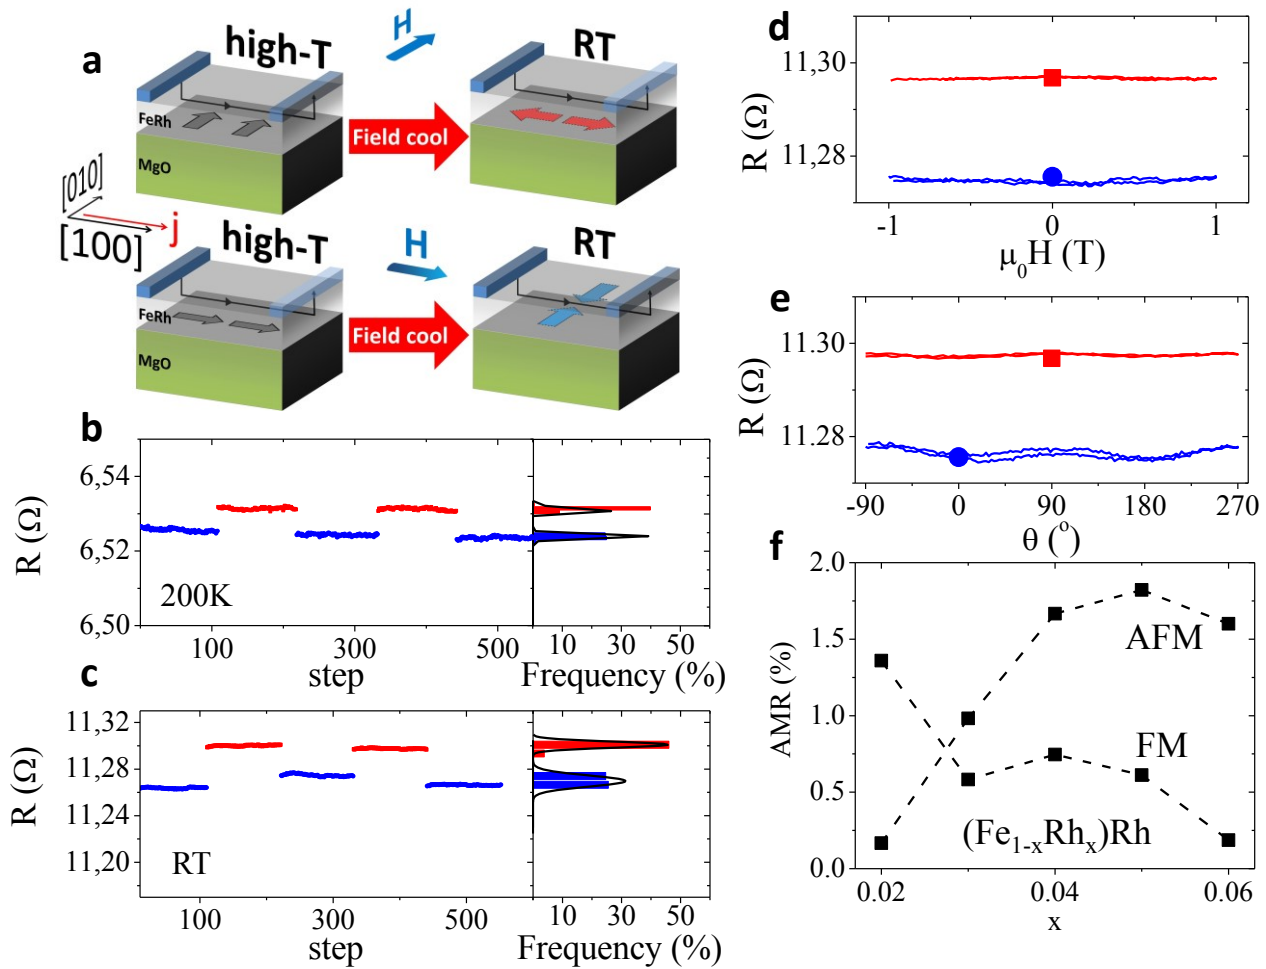 a
high-T
H
RT
FeRh
MgO
Field cool
[010]
[100]
j
high-T
H
RT
FeRh
MgO
Field cool
b
R (Ω)
6,54
6,52
6,50
200K
100
300
500
step
10
30
50
Frequency (%)
c
R (Ω)
11,32
11,28
11,24
11,20
RT
100
300
500
step
10
30
50
Frequency (%)
d
R (Ω)
11,30
11,28
-1
0
1
μ0H (T)
e
R (Ω)
11.30
11.28
-90
0
90
180
270
θ (°)
f
AMR (%)
2.0
1.5
1.0
0.5
0.0
AFM
FM
(Fe1-xRhx)Rh
0.02
0.04
0.06
x